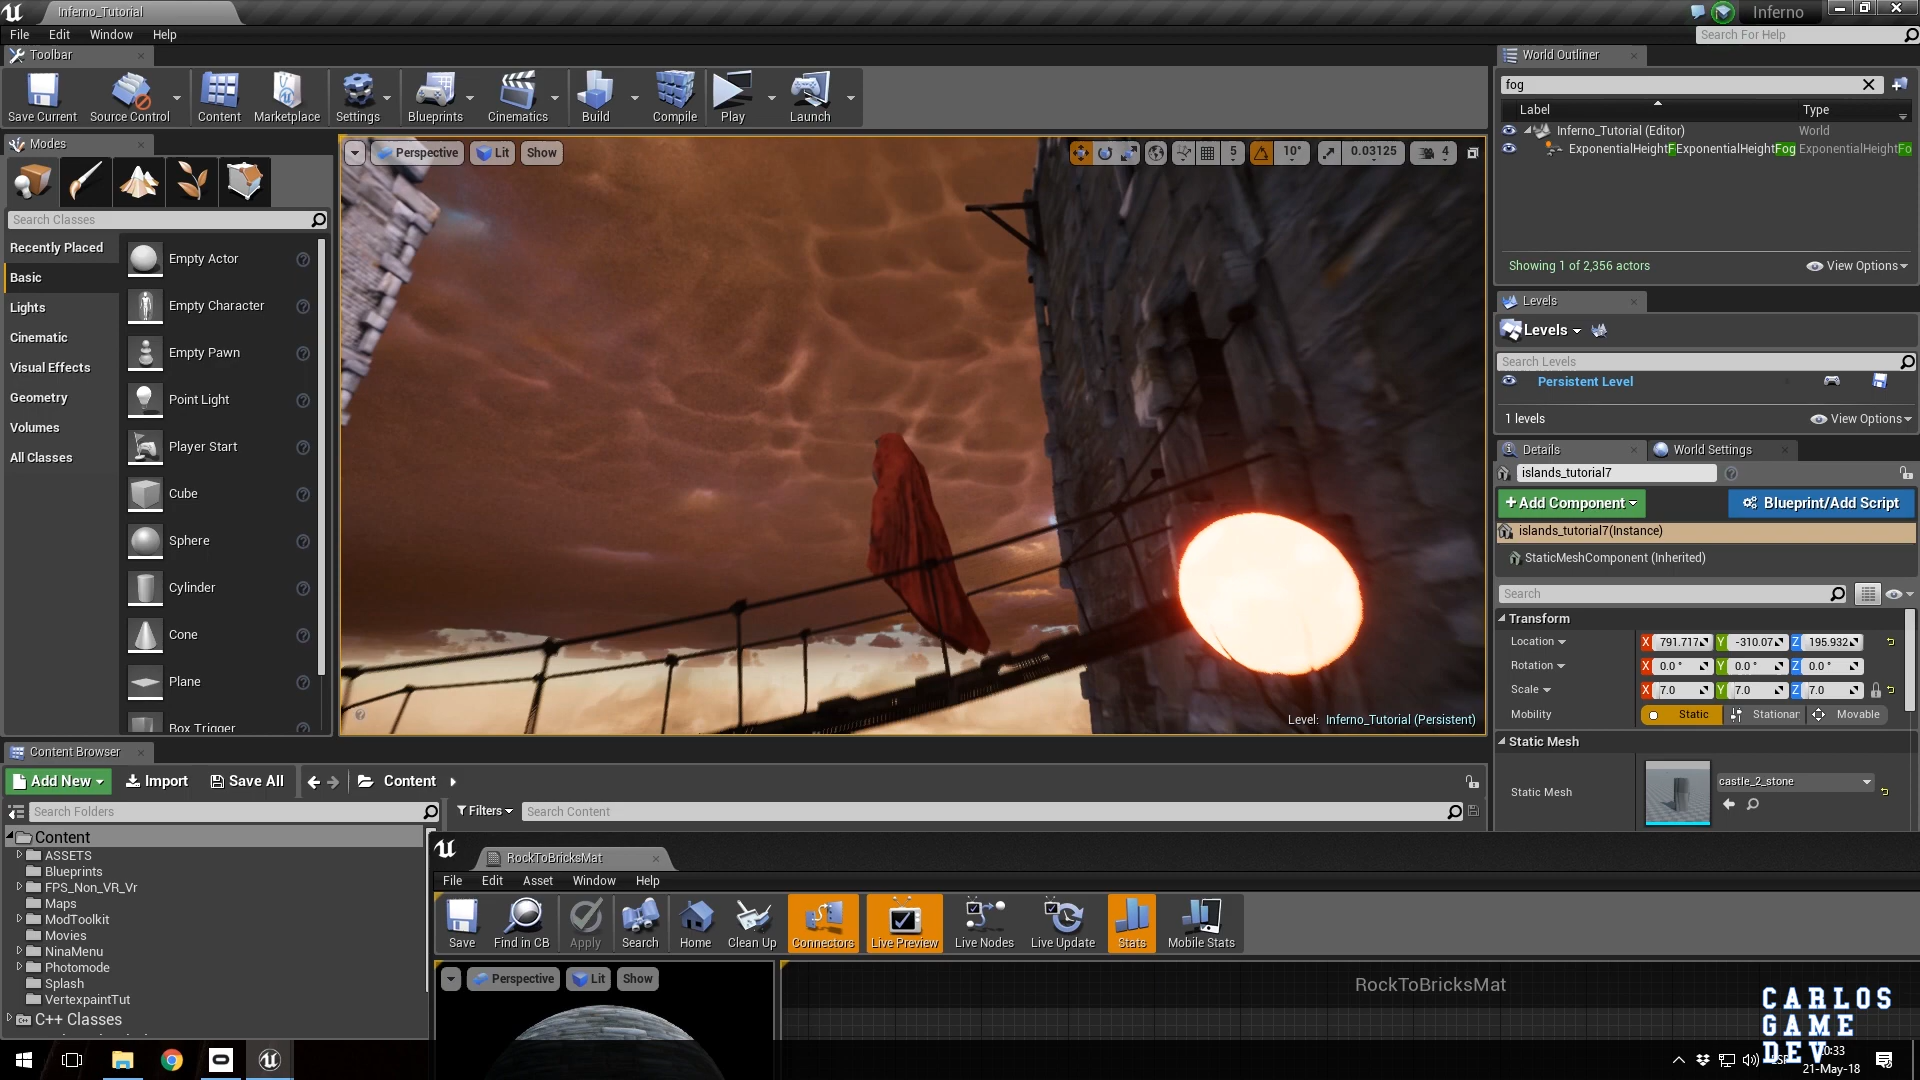 Inferno_Tutorial
Inferno
File Edit Window Help
Search For Help
Toolbar
World Outliner
Save Current Source Control Content Marketplace Settings Blueprints Cinematics Build Compile Play Launch
fog
Label Type
Inferno_Tutorial (Editor) World
ExponentialHeightFExponentialHeightFog ExponentialHeightFo
Showing 1 of 2,356 actors View Options
Modes
Search Classes
Recently Placed
Basic
Lights
Cinematic
Visual Effects
Geometry
Volumes
All Classes
Empty Actor
Empty Character
Empty Pawn
Point Light
Player Start
Cube
Sphere
Cylinder
Cone
Plane
Box Trigger
Perspective Lit Show
5 10° 0.03125 4
Level: Inferno_Tutorial (Persistent)
Levels
Levels
Search Levels
Persistent Level
1 levels View Options
Details World Settings
islands_tutorial7
+Add Component Blueprint/Add Script
islands_tutorial7(Instance)
StaticMeshComponent (Inherited)
Search
Transform
Location X 791.717 Y -310.07 Z 195.932
Rotation X 0.0 ° Y 0.0 ° Z 0.0 °
Scale X 7.0 Y 7.0 Z 7.0
Mobility Static Stationar Movable
Static Mesh
Static Mesh castle_2_stone
Content Browser
Add New Import Save All Content
Search Folders
Filters Search Content
Content
ASSETS
Blueprints
FPS_Non_VR_Vr
Maps
ModToolkit
Movies
NinaMenu
Photomode
Splash
VertexpaintTut
C++ Classes
RockToBricksMat
File Edit Asset Window Help
Save Find in CB Apply Search Home Clean Up Connectors Live Preview Live Nodes Live Update Stats Mobile Stats
Perspective Lit Show
RockToBricksMat
CARLOS
GAME
DEV
21-May-18